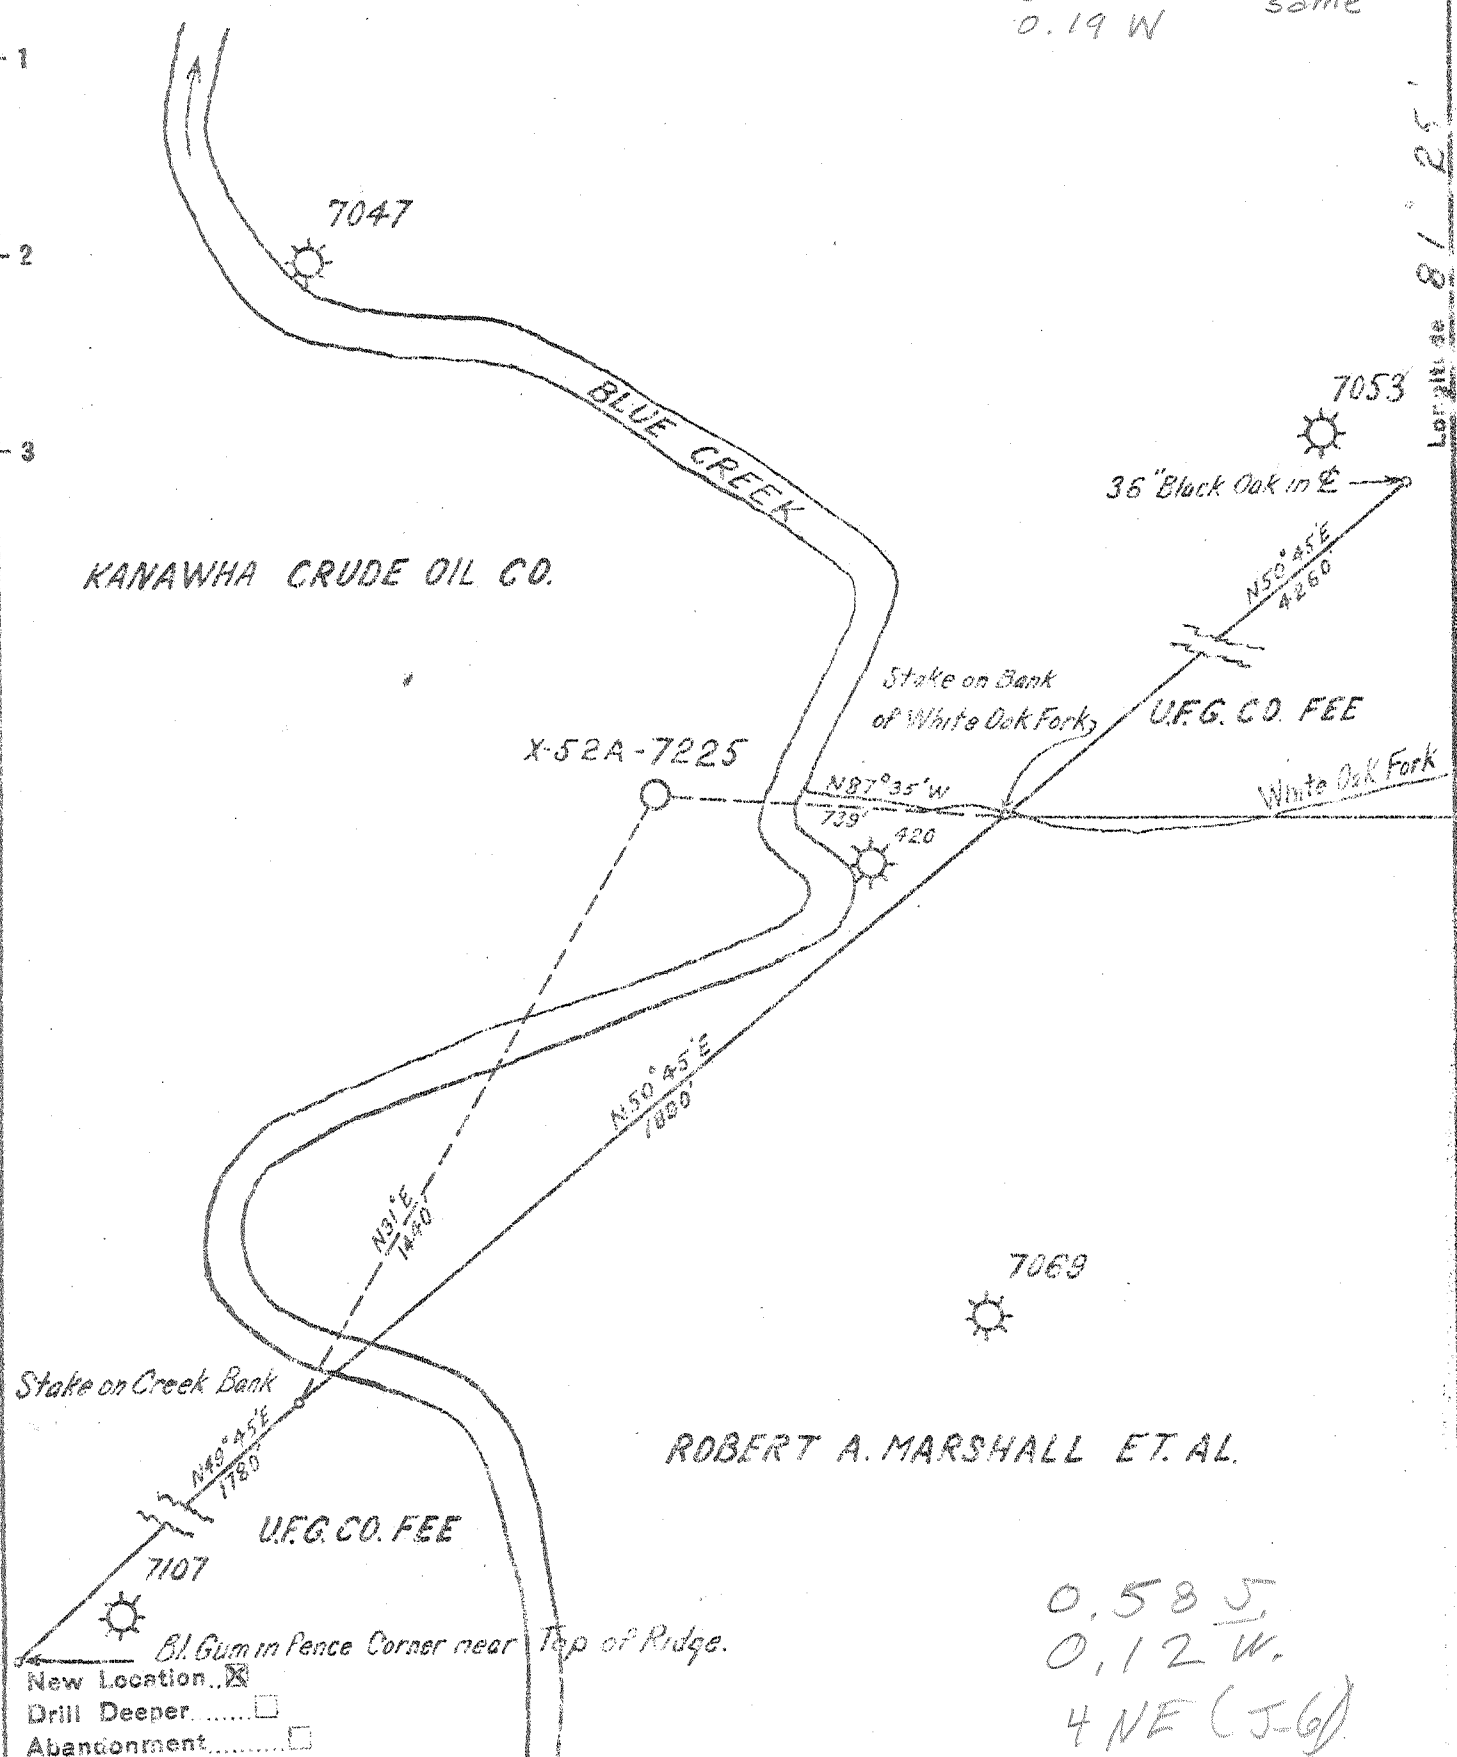 same
0.19 W
-1
Longitude 81° 25'
7047
-2
BLUE CREEK
7053
-3
36" Black Oak in ℄
N50°45'E
4260'
KANAWHA CRUDE OIL CO.
Stake on Bank
of White Oak Fork
U.F.G. CO. FEE
X-52A-7225
White Oak Fork
N87°35'W
739'
420
N50°45'E
N31°E
1440'
7069
Stake on Creek Bank
N49°45'E
1780'
ROBERT A. MARSHALL ET. AL.
U.F.G. CO. FEE
7107
Bl. Gum in Fence Corner near Top of Ridge.
0.58 S.
0.12 W.
4 NE (J-6)
New Location..☒
Drill Deeper.......☐
Abandonment..........☐